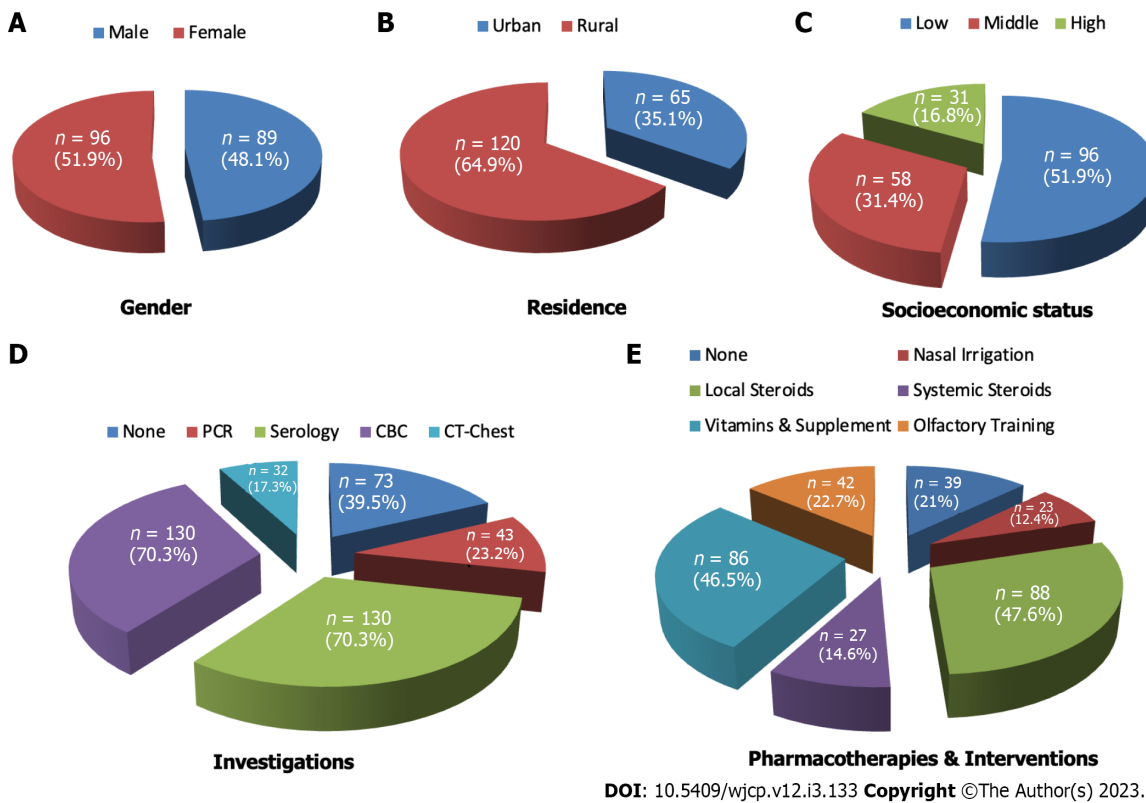 A
Male Female
n = 96
(51.9%)
n = 89
(48.1%)
Gender
B
Urban Rural
n = 65
(35.1%)
n = 120
(64.9%)
Residence
C
Low Middle High
n = 31
(16.8%)
n = 96
(51.9%)
n = 58
(31.4%)
Socioeconomic status
D
None PCR Serology CBC CT-Chest
n = 32
(17.3%)
n = 73
(39.5%)
n = 43
(23.2%)
n = 130
(70.3%)
n = 130
(70.3%)
Investigations
E
None Nasal Irrigation
Local Steroids Systemic Steroids
Vitamins & Supplement Olfactory Training
n = 42
(22.7%)
n = 39
(21%)
n = 23
(12.4%)
n = 86
(46.5%)
n = 88
(47.6%)
n = 27
(14.6%)
Pharmacotherapies & Interventions
DOI: 10.5409/wjcp.v12.i3.133 Copyright ©The Author(s) 2023.